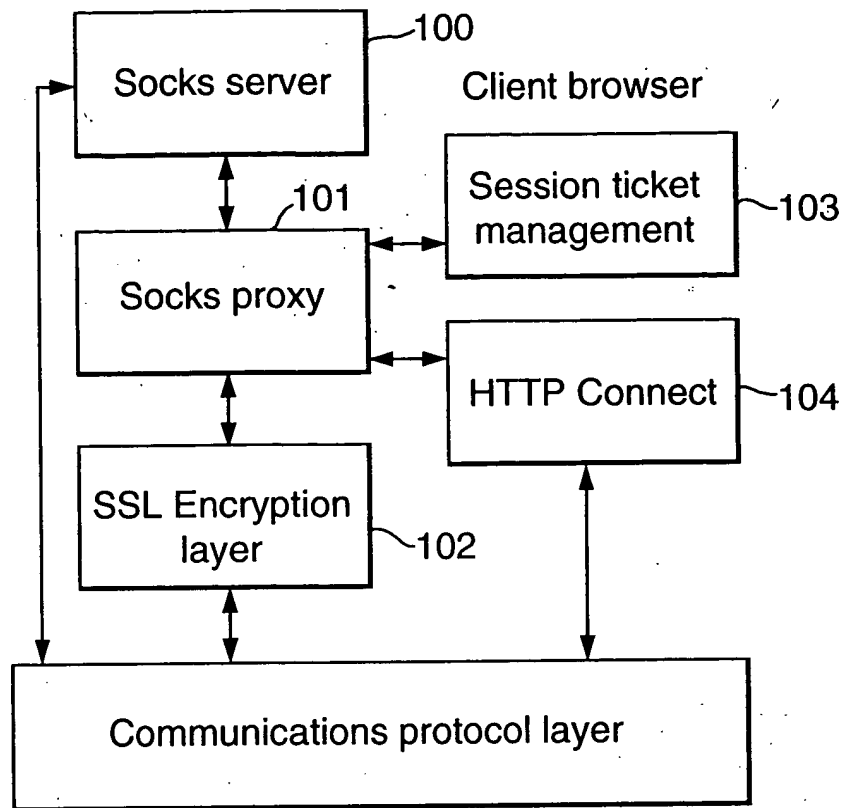 100
Socks server
Client browser
101
Session ticket
management
103
Socks proxy
HTTP Connect
104
SSL Encryption
layer
102
Communications protocol layer